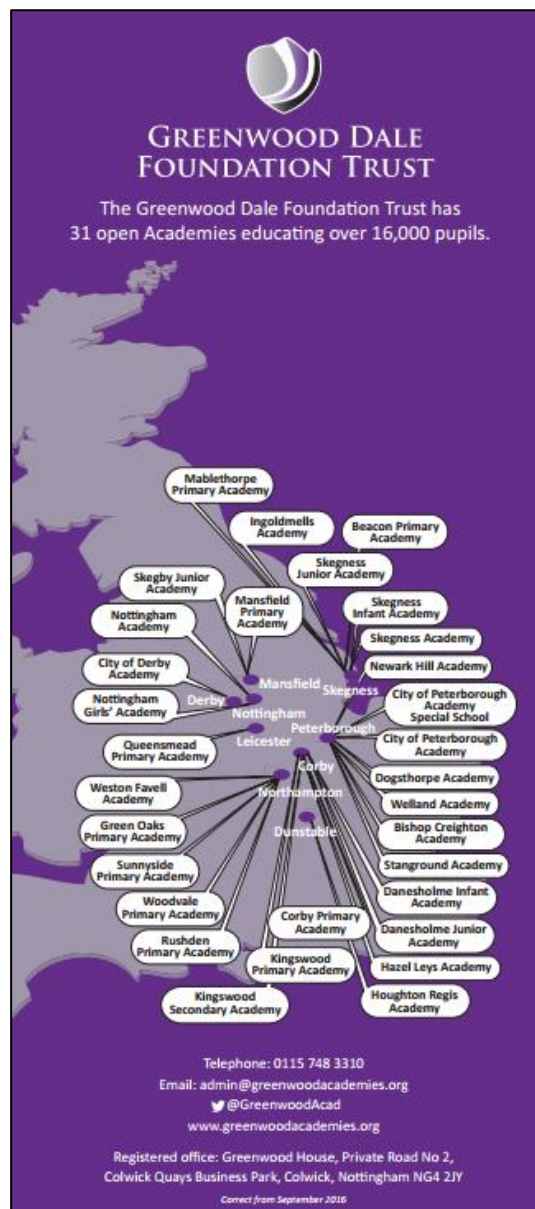 GREENWOOD DALE
FOUNDATION TRUST
The Greenwood Dale Foundation Trust has
31 open Academies educating over 16,000 pupils.
Mablethorpe
Primary Academy
Ingoldmells
Academy
Beacon Primary
Academy
Skegness
Junior Academy
Skegby Junior
Academy
Mansfield
Primary
Academy
Skegness
Infant Academy
Nottingham
Academy
Skegness Academy
City of Derby
Academy
Newark Hill Academy
Mansfield
Skegness
Nottingham
Girls' Academy
Derby
Nottingham
City of Peterborough
Academy
Special School
Peterborough
Queensmead
Primary Academy
Leicester
City of Peterborough
Academy
Corby
Dogsthorpe Academy
Weston Favell
Academy
Northampton
Welland Academy
Green Oaks
Primary Academy
Dunstable
Bishop Creighton
Academy
Sunnyside
Primary Academy
Stanground Academy
Danesholme Infant
Academy
Woodvale
Primary Academy
Corby Primary
Academy
Danesholme Junior
Academy
Rushden
Primary Academy
Kingswood
Primary Academy
Hazel Leys Academy
Kingswood
Secondary Academy
Houghton Regis
Academy
Telephone: 0115 748 3310
Email: admin@greenwoodacademies.org
@GreenwoodAcad
www.greenwoodacademies.org
Registered office: Greenwood House, Private Road No 2,
Colwick Quays Business Park, Colwick, Nottingham NG4 2JY
Correct from September 2016